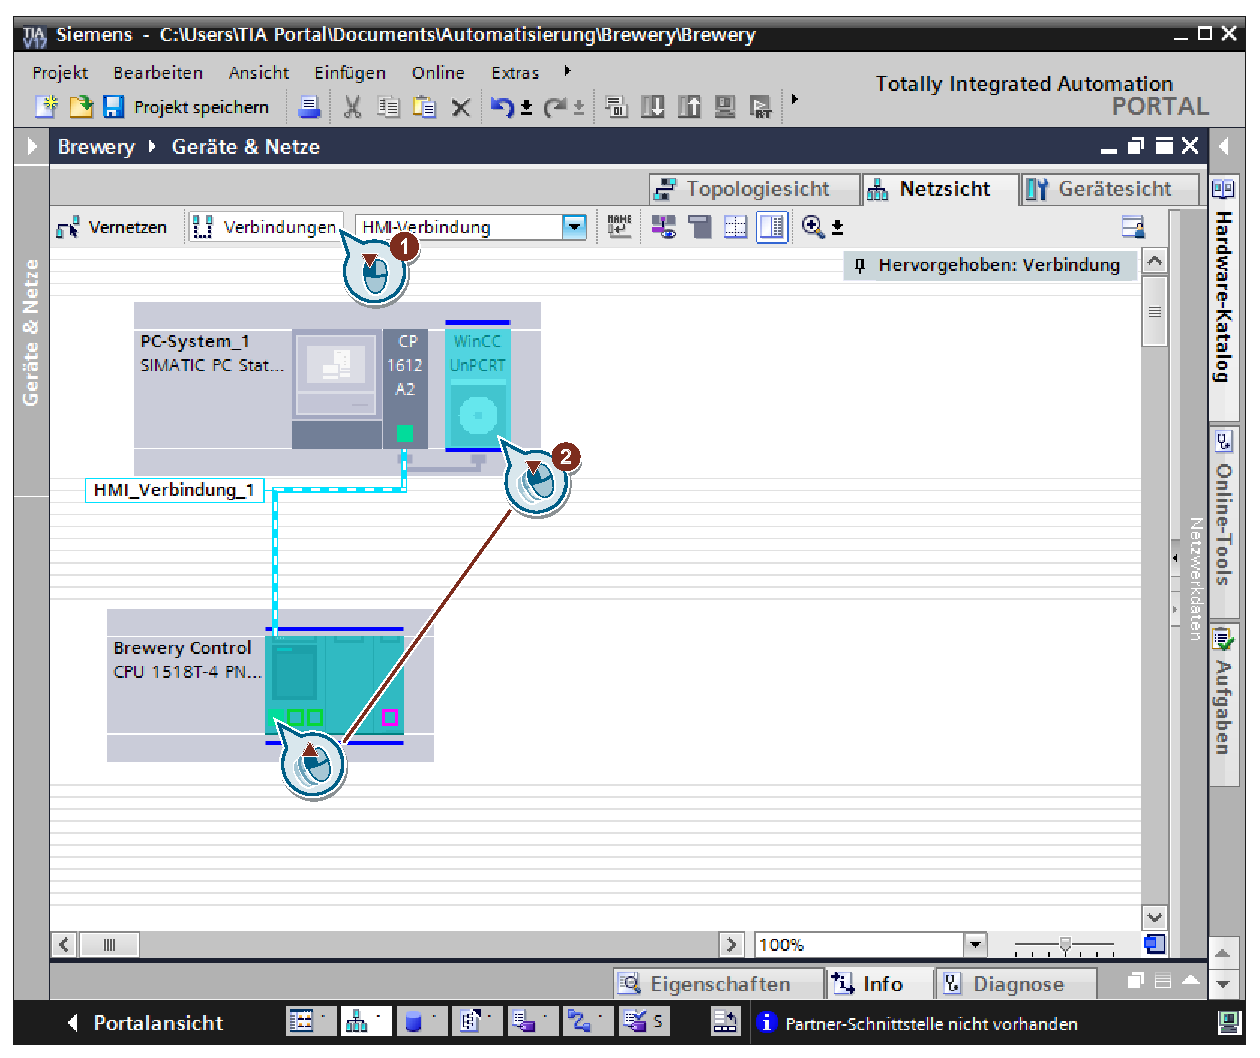 TIA
V17
Siemens - C:\Users\TIA Portal\Documents\Automatisierung\Brewery\Brewery
Projekt Bearbeiten Ansicht Einfügen Online Extras
Totally Integrated Automation
PORTAL
Projekt speichern
Brewery Geräte & Netze
Topologiesicht Netzsicht Gerätesicht
Vernetzen Verbindungen HMI-Verbindung
1
Hervorgehoben: Verbindung
Geräte & Netze
PC-System_1
SIMATIC PC Stat...
CP
1612
A2
WinCC
UnPCRT
2
HMI_Verbindung_1
Brewery Control
CPU 1518T-4 PN...
Netzwerkdaten
Hardware-Katalog
Online-Tools
Aufgaben
100%
Eigenschaften Info Diagnose
Portalansicht
S
Partner-Schnittstelle nicht vorhanden